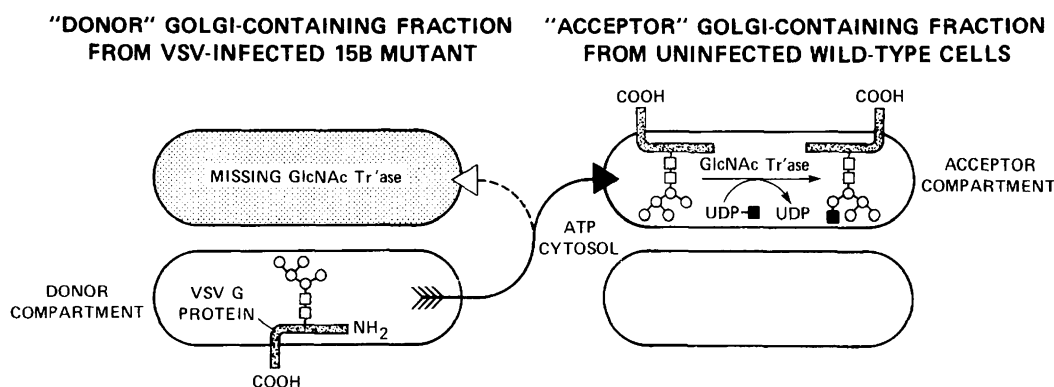 "DONOR" GOLGI-CONTAINING FRACTION
FROM VSV-INFECTED 15B MUTANT
"ACCEPTOR" GOLGI-CONTAINING FRACTION
FROM UNINFECTED WILD-TYPE CELLS
MISSING GlcNAc Tr'ase
DONOR
COMPARTMENT
VSV G
PROTEIN
NH2
COOH
ATP
CYTOSOL
COOH
COOH
GlcNAc Tr'ase
UDP
UDP
ACCEPTOR
COMPARTMENT